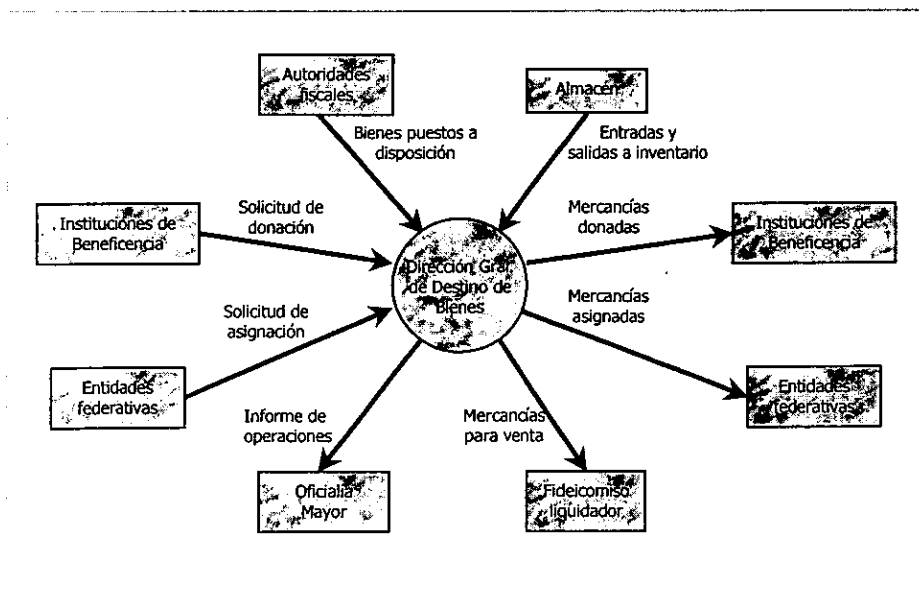 Autoridades
fiscales
Almacén
Bienes puestos a
disposición
Entradas y
salidas a inventario
Instituciones de
Beneficencia
Solicitud de
donación
Mercancías
donadas
Instituciones de
Beneficencia
Dirección Gral.
de Destino de
Bienes
Solicitud de
asignación
Mercancías
asignadas
Entidades
federativas
Entidades
federativas
Informe de
operaciones
Mercancías
para venta
Oficialía
Mayor
Fideicomiso
liquidador